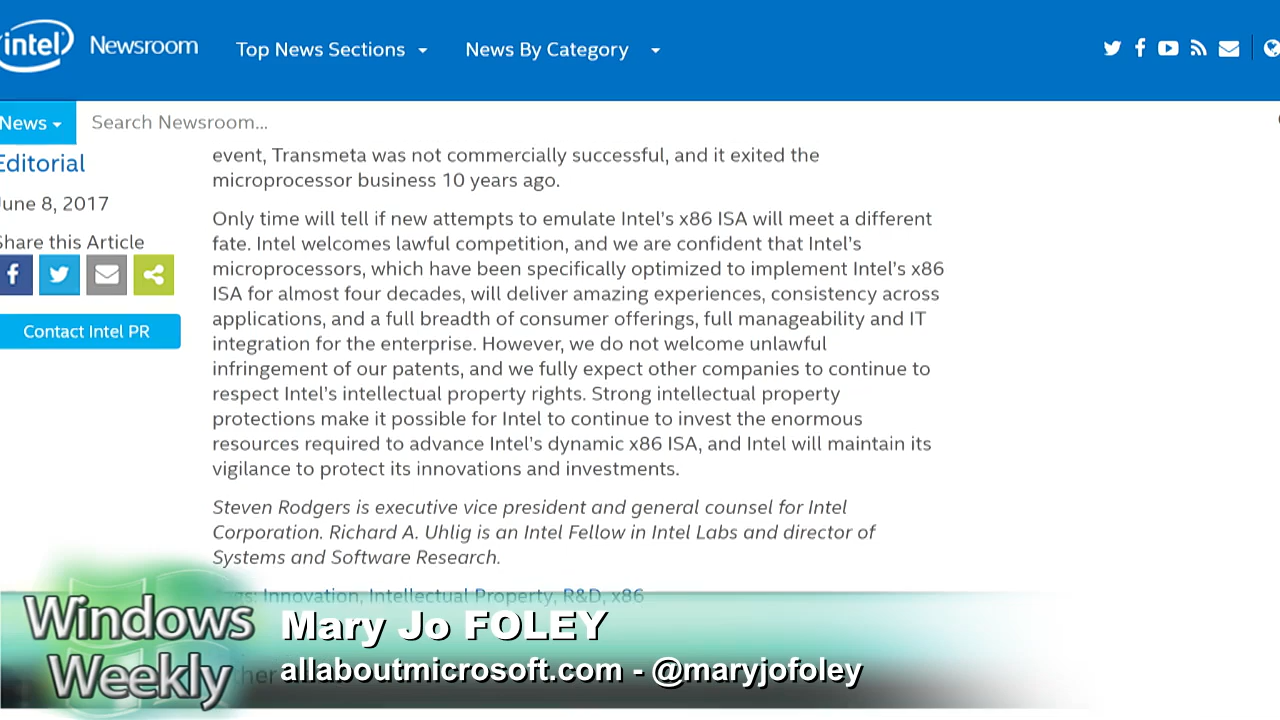 intel Newsroom Top News Sections News By Category
News Search Newsroom...
Editorial
June 8, 2017
Share this Article
Contact Intel PR
event, Transmeta was not commercially successful, and it exited the
microprocessor business 10 years ago.
Only time will tell if new attempts to emulate Intel's x86 ISA will meet a different
fate. Intel welcomes lawful competition, and we are confident that Intel's
microprocessors, which have been specifically optimized to implement Intel's x86
ISA for almost four decades, will deliver amazing experiences, consistency across
applications, and a full breadth of consumer offerings, full manageability and IT
integration for the enterprise. However, we do not welcome unlawful
infringement of our patents, and we fully expect other companies to continue to
respect Intel's intellectual property rights. Strong intellectual property
protections make it possible for Intel to continue to invest the enormous
resources required to advance Intel's dynamic x86 ISA, and Intel will maintain its
vigilance to protect its innovations and investments.
Steven Rodgers is executive vice president and general counsel for Intel
Corporation. Richard A. Uhlig is an Intel Fellow in Intel Labs and director of
Systems and Software Research.
Tags: Innovation, Intellectual Property, R&D, x86
Windows
Weekly
Mary Jo FOLEY
allaboutmicrosoft.com - @maryjofoley